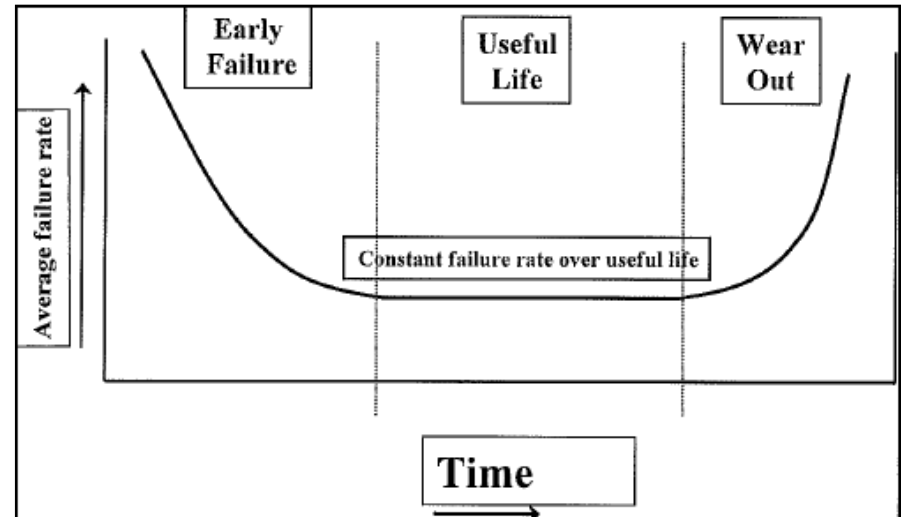 Early
Failure
Useful
Life
Wear
Out
Average failure rate
Constant failure rate over useful life
Time